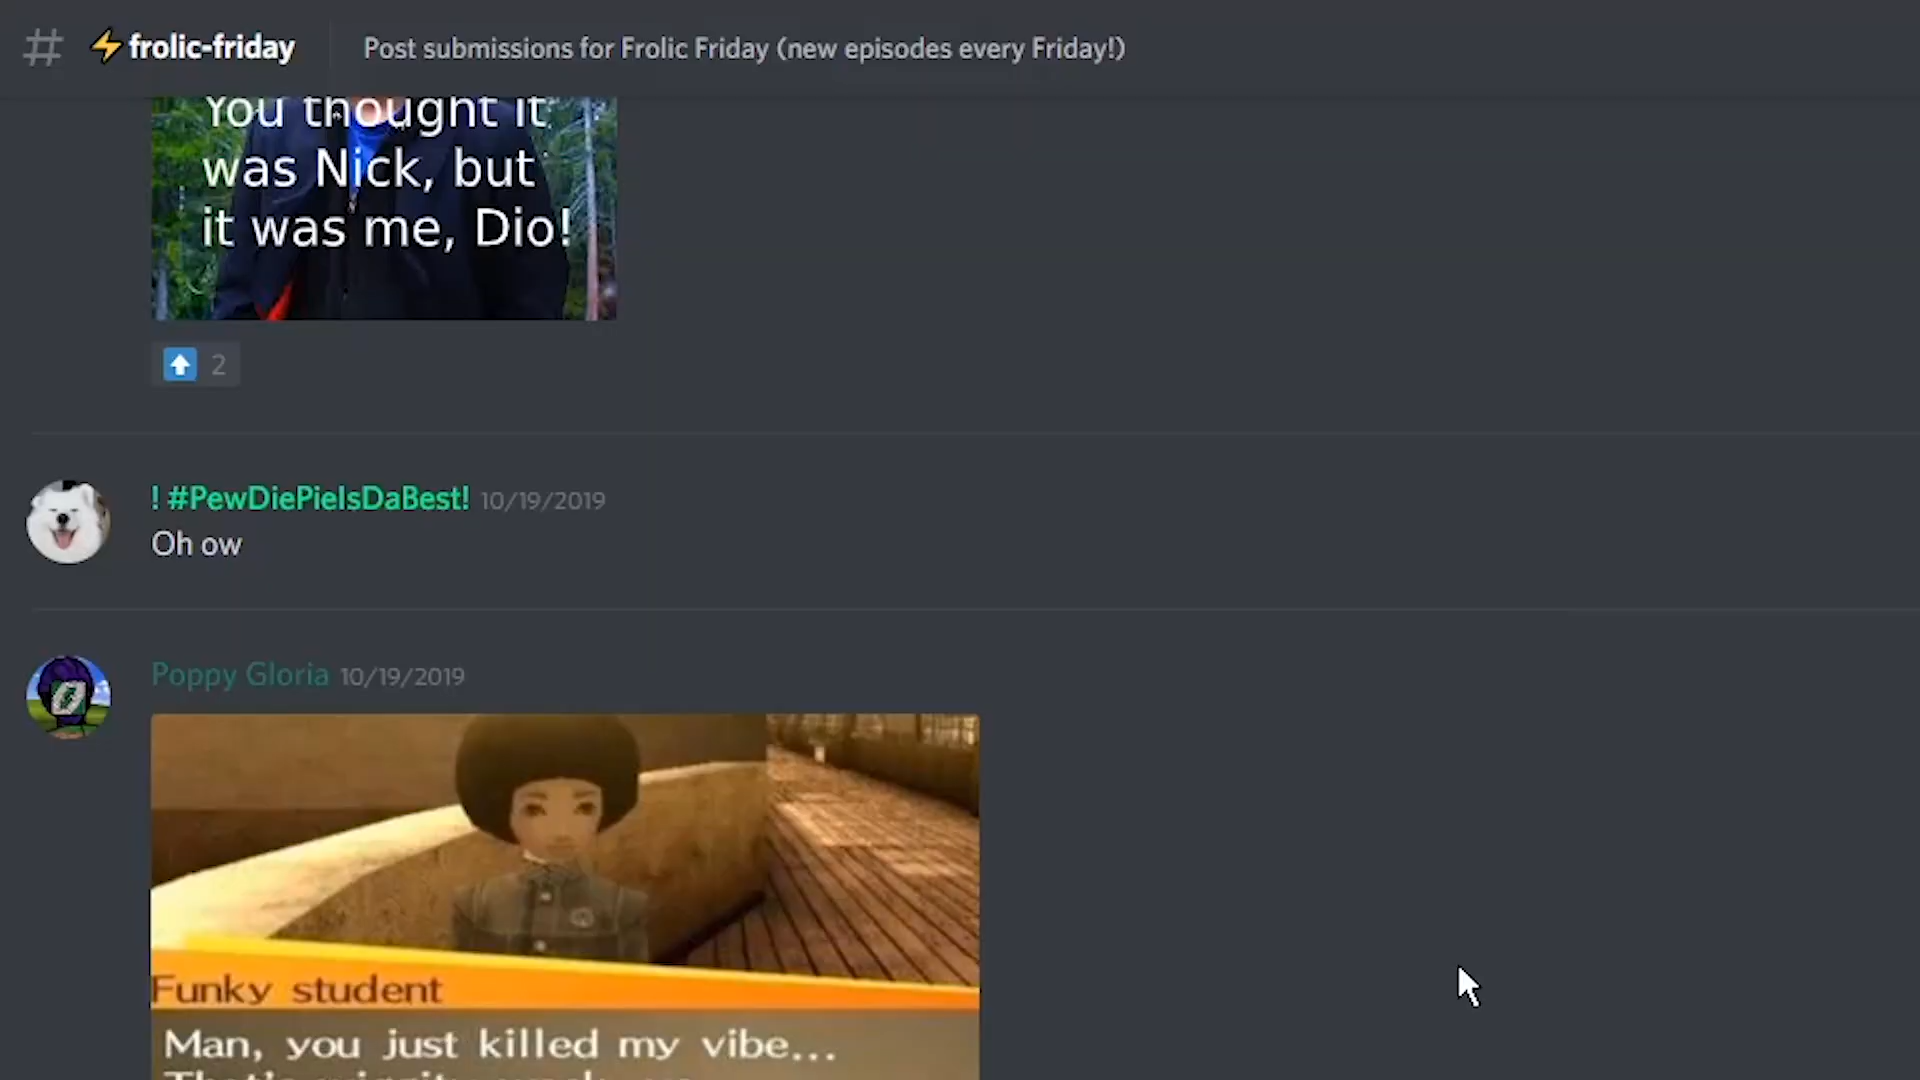 frolic-friday Post submissions for Frolic Friday (new episodes every Friday!)
You thought it
was Nick, but
it was me, Dio!
2
! #PewDiePieIsDaBest! 10/19/2019
Oh ow
Poppy Gloria 10/19/2019
Funky student
Man, you just killed my vibe...